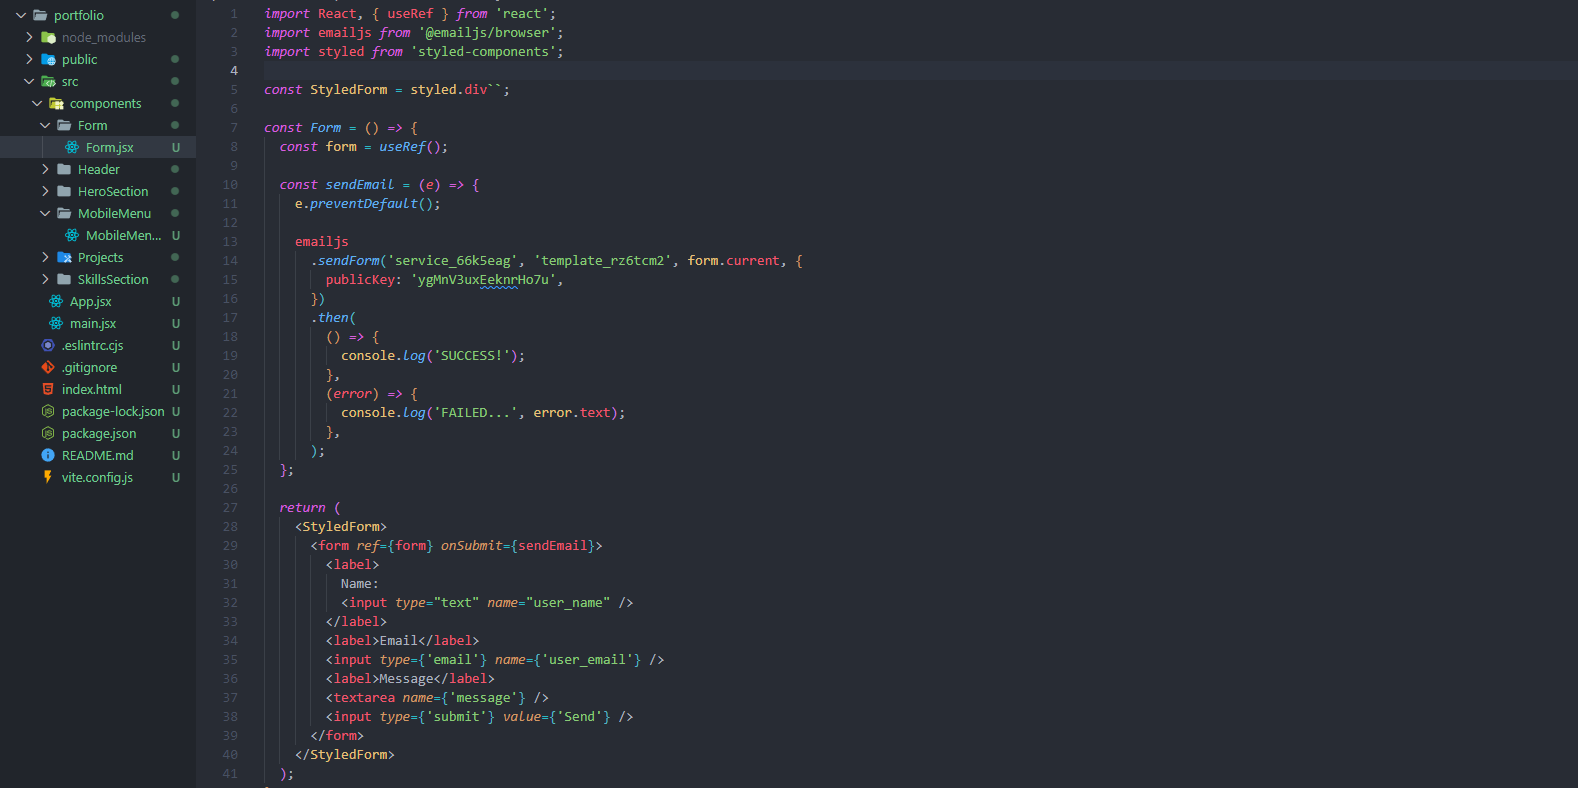 portfolio
node_modules
public
src
components
Form
Form.jsx U
Header
HeroSection
MobileMenu
MobileMen... U
Projects
SkillsSection
App.jsx U
main.jsx U
.eslintrc.cjs U
.gitignore U
index.html U
package-lock.json U
package.json U
README.md U
vite.config.js U
1 import React, { useRef } from 'react';
2 import emailjs from '@emailjs/browser';
3 import styled from 'styled-components';
4
5 const StyledForm = styled.div``;
6
7 const Form = () => {
8 const form = useRef();
9
10 const sendEmail = (e) => {
11 e.preventDefault();
12
13 emailjs
14 .sendForm('service_66k5eag', 'template_rz6tcm2', form.current, {
15 publicKey: 'ygMnV3uxEeknrHo7u',
16 })
17 .then(
18 () => {
19 console.log('SUCCESS!');
20 },
21 (error) => {
22 console.log('FAILED...', error.text);
23 },
24 );
25 };
26
27 return (
28 <StyledForm>
29 <form ref={form} onSubmit={sendEmail}>
30 <label>
31 Name:
32 <input type="text" name="user_name" />
33 </label>
34 <label>Email</label>
35 <input type={'email'} name={'user_email'} />
36 <label>Message</label>
37 <textarea name={'message'} />
38 <input type={'submit'} value={'Send'} />
39 </form>
40 </StyledForm>
41 );